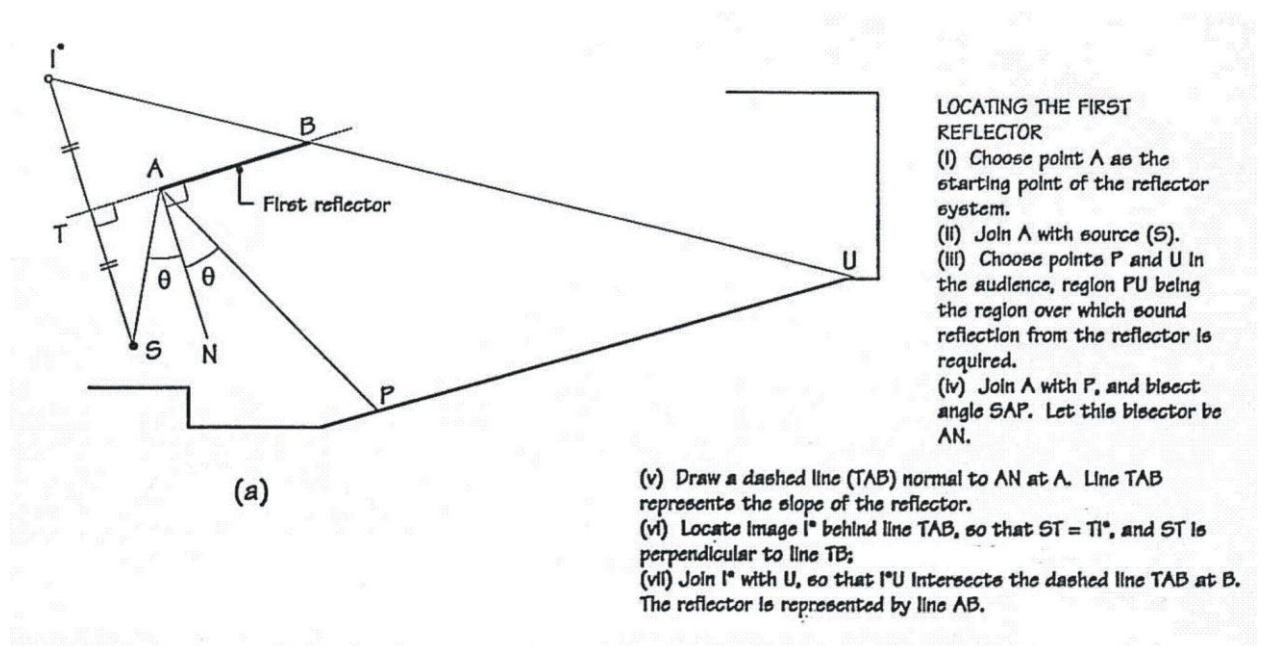 I*
B
A
First reflector
T
U
θ
θ
S
N
P
(a)
LOCATING THE FIRST
REFLECTOR
(i) Choose point A as the
starting point of the reflector
system.
(ii) Join A with source (S).
(iii) Choose points P and U in
the audience, region PU being
the region over which sound
reflection from the reflector is
required.
(iv) Join A with P, and bisect
angle SAP. Let this bisector be
AN.
(v) Draw a dashed line (TAB) normal to AN at A. Line TAB
represents the slope of the reflector.
(vi) Locate image I* behind line TAB, so that ST = TI*, and ST is
perpendicular to line TB;
(vii) Join I* with U, so that I*U intersects the dashed line TAB at B.
The reflector is represented by line AB.